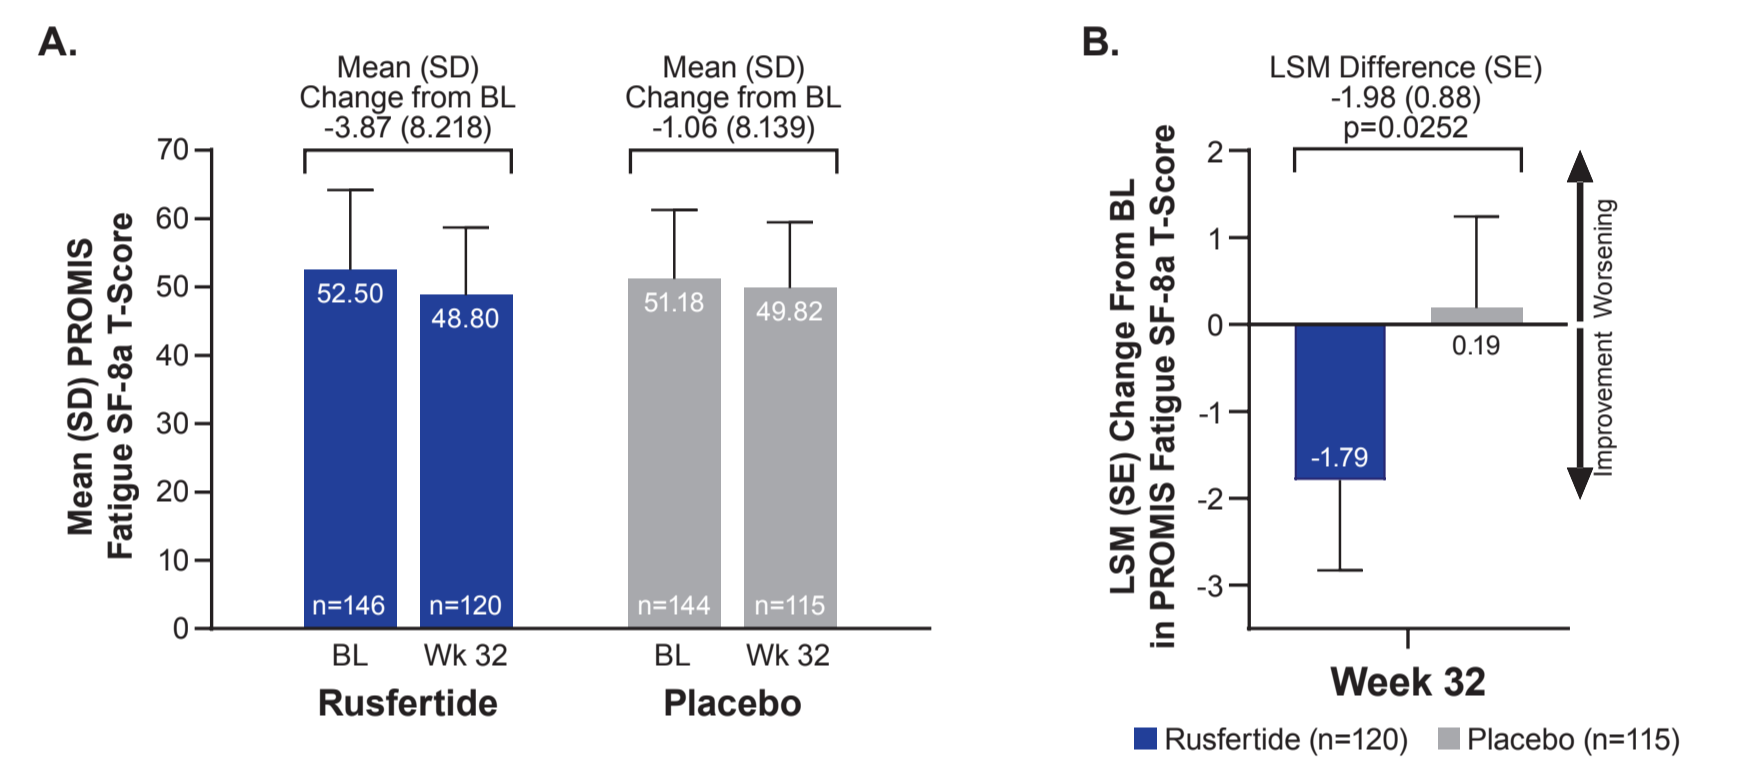 A.
Mean (SD)
Change from BL
-3.87 (8.218)
Mean (SD)
Change from BL
-1.06 (8.139)
Mean (SD) PROMIS
Fatigue SF-8a T-Score
70
60
50
40
30
20
10
0
52.50
48.80
51.18
49.82
n=146
n=120
n=144
n=115
BL
Wk 32
BL
Wk 32
Rusfertide
Placebo
B.
LSM Difference (SE)
-1.98 (0.88)
p=0.0252
LSM (SE) Change From BL
in PROMIS Fatigue SF-8a T-Score
2
1
0
-1
-2
-3
0.19
-1.79
Worsening
Improvement
Week 32
Rusfertide (n=120)
Placebo (n=115)